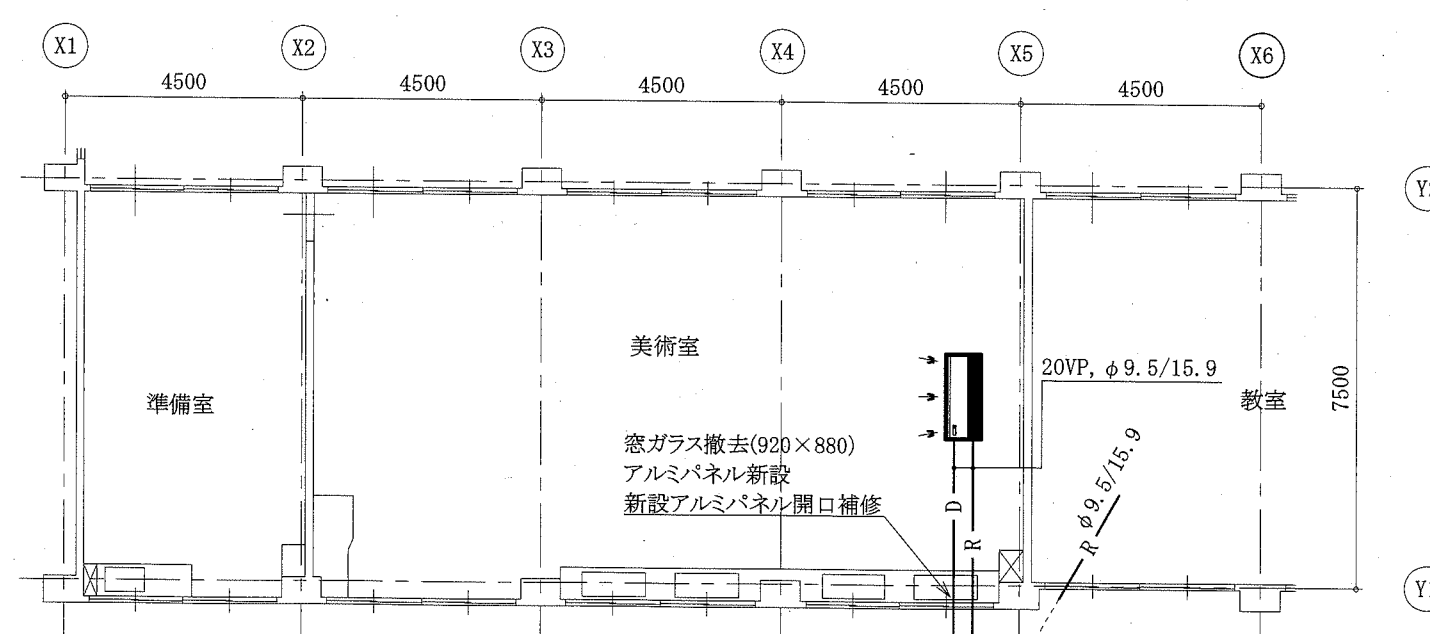 X1
X2
X3
X4
X5
X6
4500
4500
4500
4500
4500
美術室
準備室
20VP, φ9.5/15.9
教室
7500
窓ガラス撤去(920×880)
アルミパネル新設
新設アルミパネル開口補修
D
R
R φ9.5/15.9